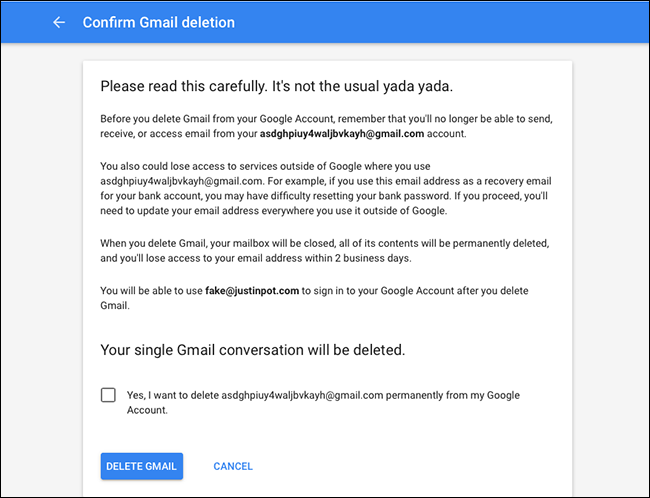 Confirm Gmail deletion
Please read this carefully. It's not the usual yada yada.
Before you delete Gmail from your Google Account, remember that you'll no longer be able to send,
receive, or access email from your asdghpiuy4waljbvkayh@gmail.com account.
You also could lose access to services outside of Google where you use
asdghpiuy4waljbvkayh@gmail.com. For example, if you use this email address as a recovery email
for your bank account, you may have difficulty resetting your bank password. If you proceed, you'll
need to update your email address everywhere you use it outside of Google.
When you delete Gmail, your mailbox will be closed, all of its contents will be permanently deleted,
and you'll lose access to your email address within 2 business days.
You will be able to use fake@justinpot.com to sign in to your Google Account after you delete
Gmail.
Your single Gmail conversation will be deleted.
Yes, I want to delete asdghpiuy4waljbvkayh@gmail.com permanently from my Google
Account.
DELETE GMAIL CANCEL